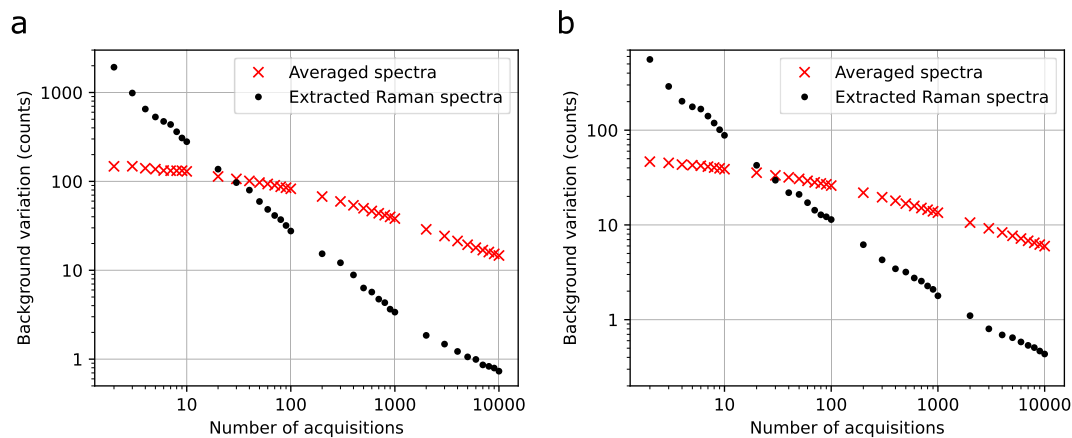 a
Background variation (counts)
1000
100
10
1
Averaged spectra
Extracted Raman spectra
10
100
1000
10000
Number of acquisitions
b
Background variation (counts)
100
10
1
Averaged spectra
Extracted Raman spectra
10
100
1000
10000
Number of acquisitions